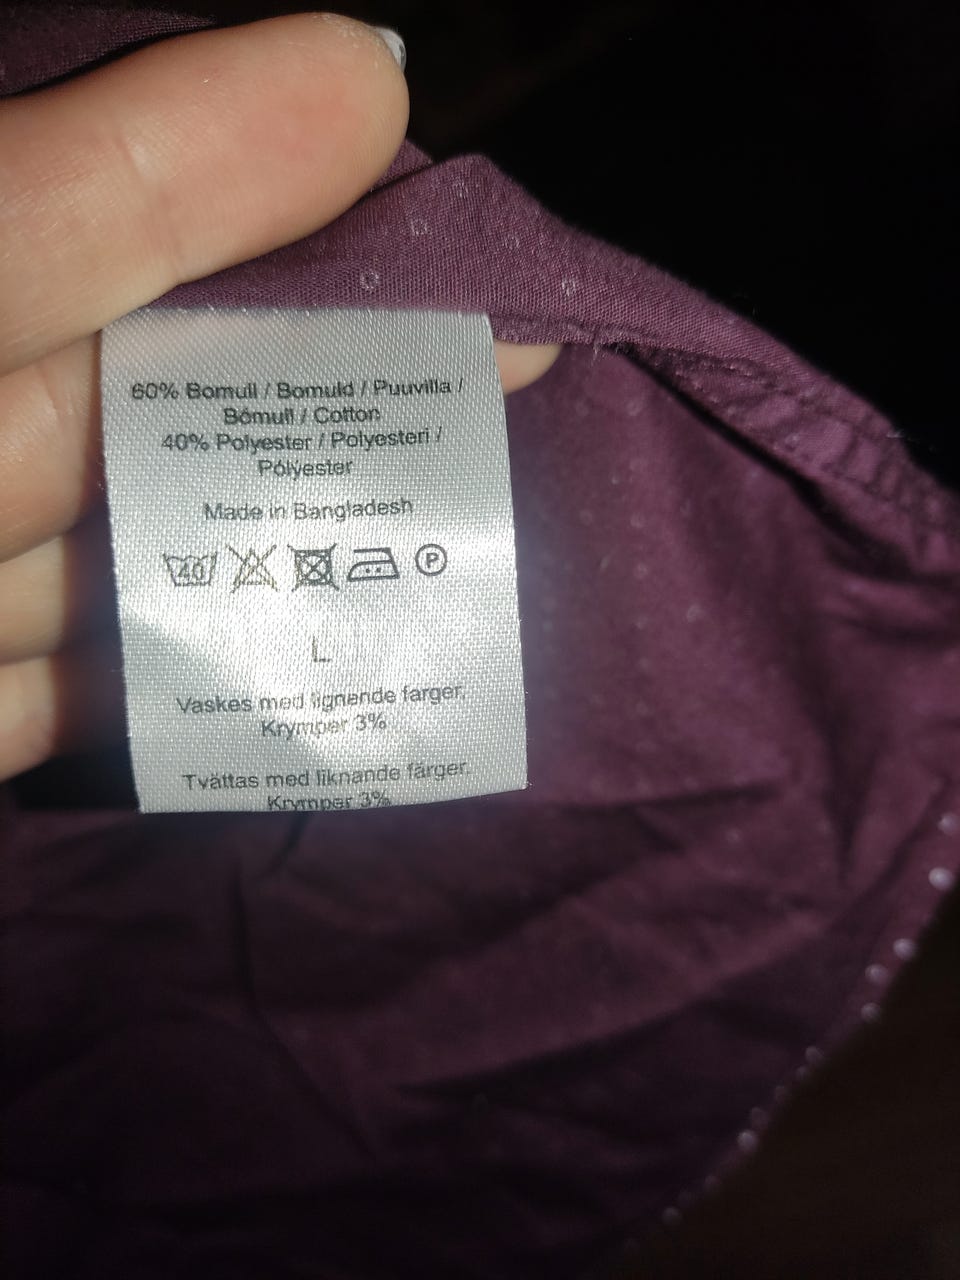 60% Bomull / Bomuld / Puuvilla /
Bómull / Cotton
40% Polyester / Polyesteri /
Pólyester
Made in Bangladesh
40 P
L
Vaskes med lignende farger.
Krymper 3%
Tvättas med liknande färger.
Krymper 3%